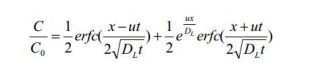 C/C₀ = 1/2 erfc((x−ut)/(2√(D_L t))) + 1/2 e^(ux/D_L) erfc((x+ut)/(2√(D_L t)))